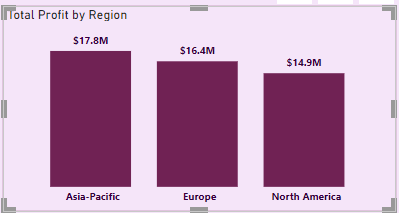 Total Profit by Region
$17.8M
$16.4M
$14.9M
Asia-Pacific
Europe
North America